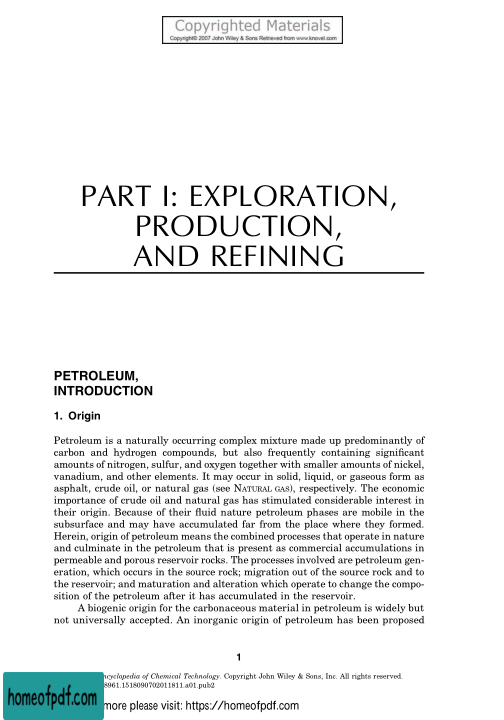 Copyrighted Materials
Copyright© 2007 John Wiley & Sons Retrieved from www.knovel.com
PART I: EXPLORATION,
PRODUCTION,
AND REFINING
PETROLEUM,
INTRODUCTION
1. Origin
Petroleum is a naturally occurring complex mixture made up predominantly of
carbon and hydrogen compounds, but also frequently containing significant
amounts of nitrogen, sulfur, and oxygen together with smaller amounts of nickel,
vanadium, and other elements. It may occur in solid, liquid, or gaseous form as
asphalt, crude oil, or natural gas (see NATURAL GAS), respectively. The economic
importance of crude oil and natural gas has stimulated considerable interest in
their origin. Because of their fluid nature petroleum phases are mobile in the
subsurface and may have accumulated far from the place where they formed.
Herein, origin of petroleum means the combined processes that operate in nature
and culminate in the petroleum that is present as commercial accumulations in
permeable and porous reservoir rocks. The processes involved are petroleum gen-
eration, which occurs in the source rock; migration out of the source rock and to
the reservoir; and maturation and alteration which operate to change the compo-
sition of the petroleum after it has accumulated in the reservoir.
A biogenic origin for the carbonaceous material in petroleum is widely but
not universally accepted. An inorganic origin of petroleum has been proposed
1
ncyclopedia of Chemical Technology. Copyright John Wiley & Sons, Inc. All rights reserved.
8961.1518090702011811.a01.pub2
homeofpdf.com
more please visit: https://homeofpdf.com